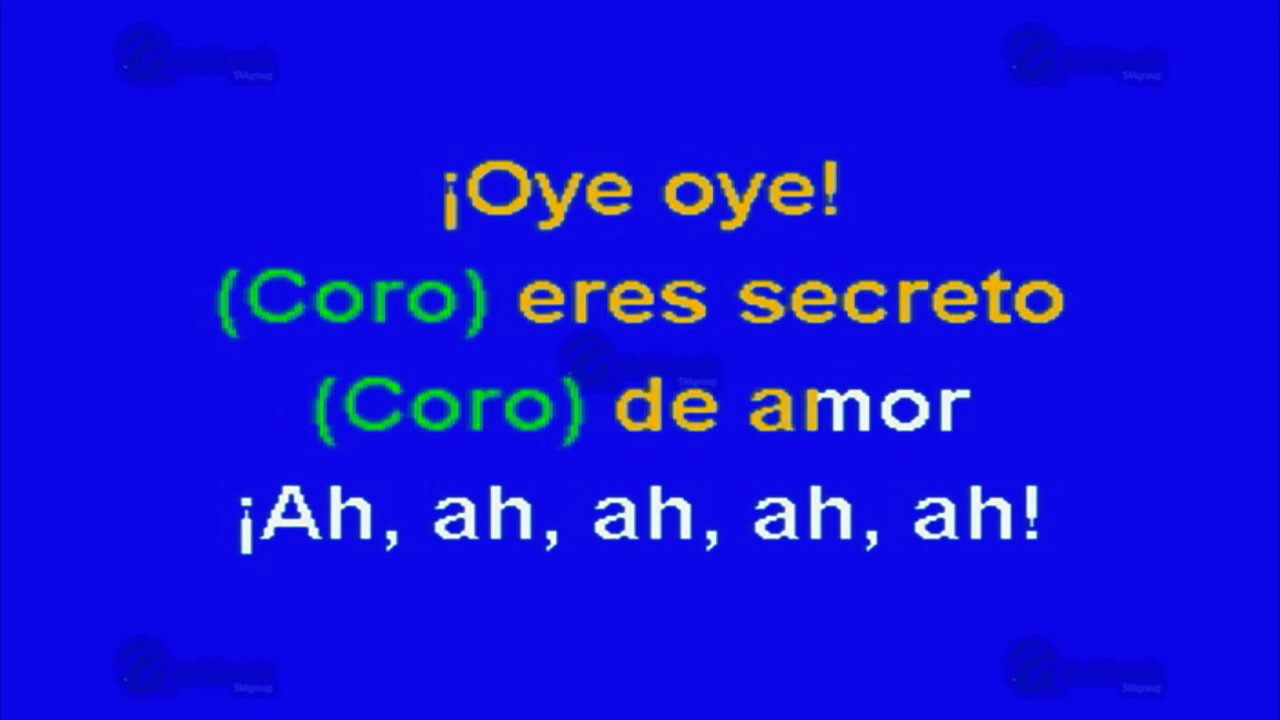 ¡Oye oye!
(Coro) eres secreto
(Coro) de amor
¡Ah, ah, ah, ah, ah!